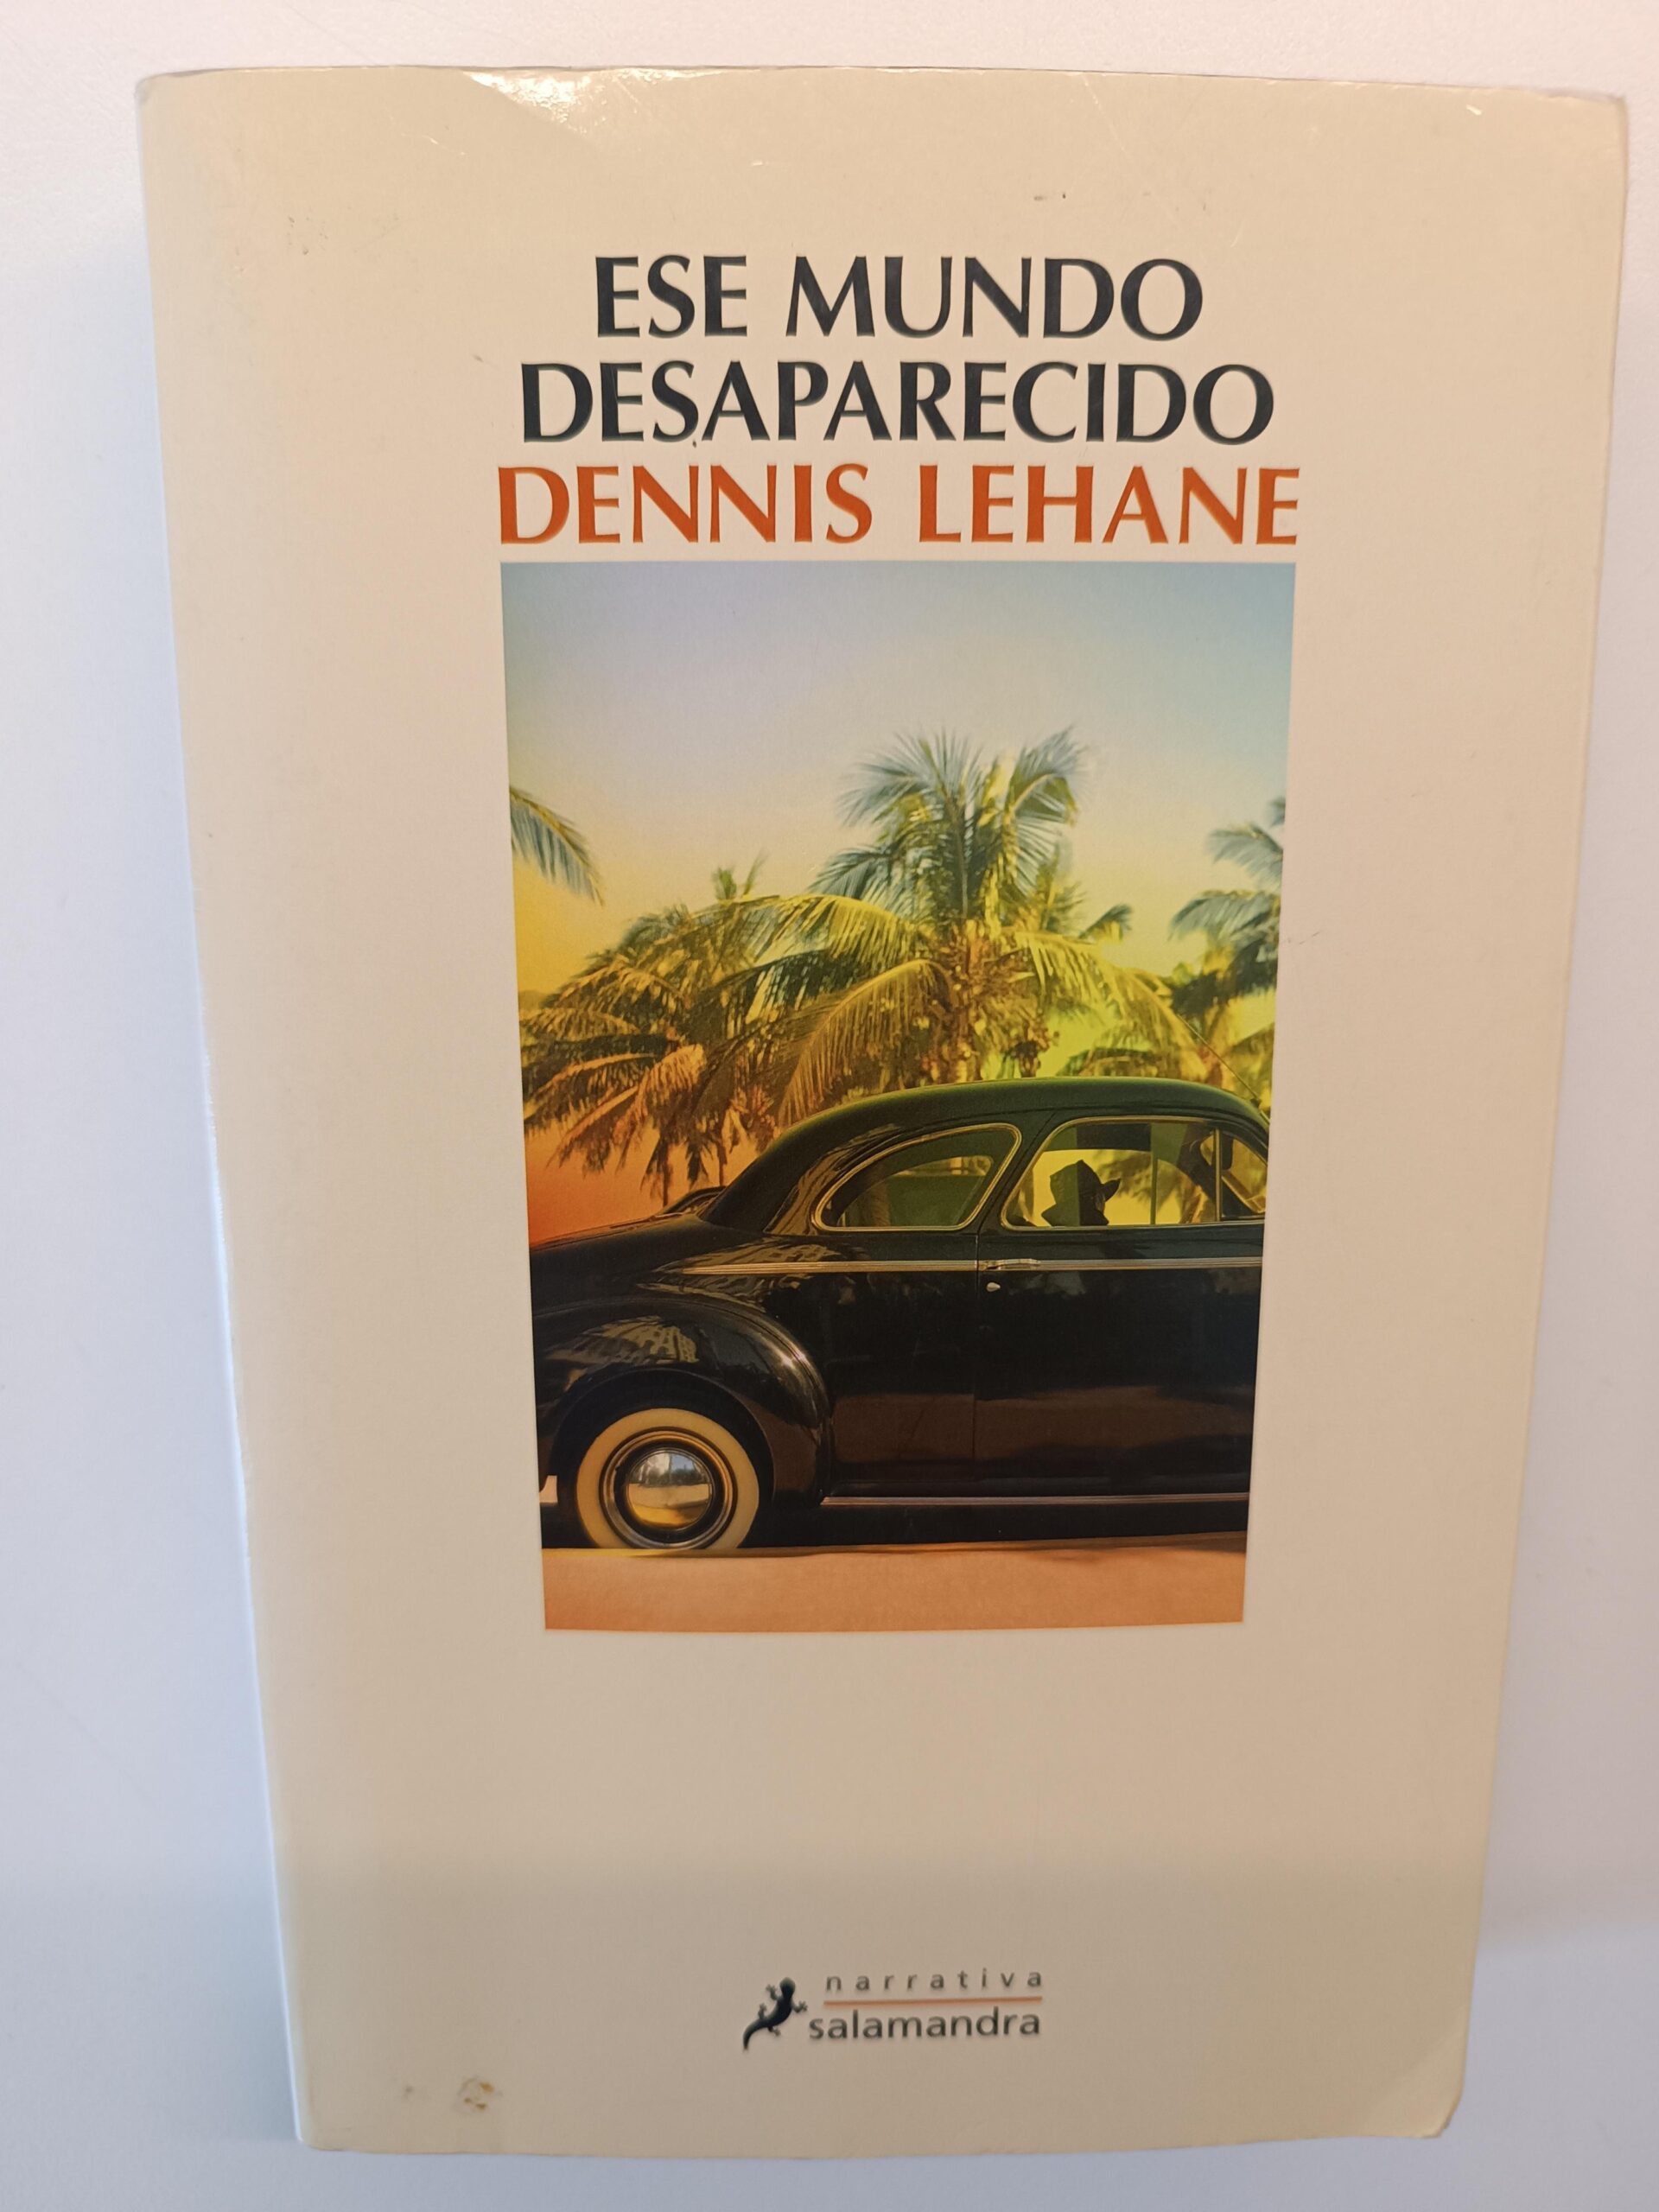 ESE MUNDO
DESAPARECIDO
DENNIS LEHANE
narrativa
salamandra